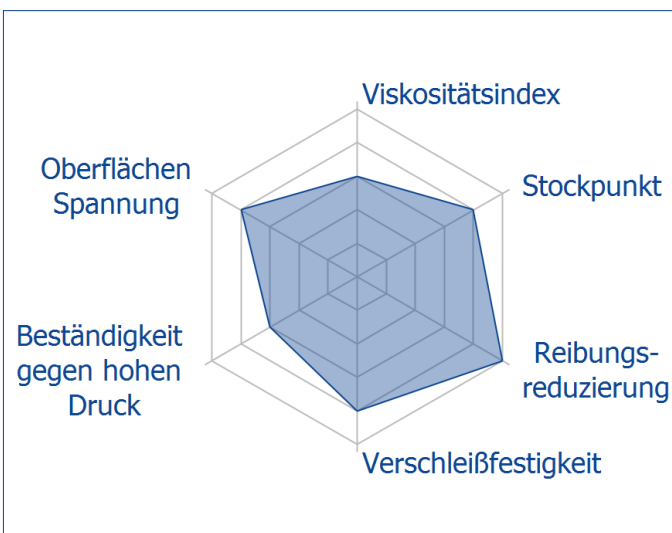 Viskositätsindex
Oberflächen
Spannung
Stockpunkt
Beständigkeit
gegen hohen
Druck
Reibungs-
reduzierung
Verschleißfestigkeit